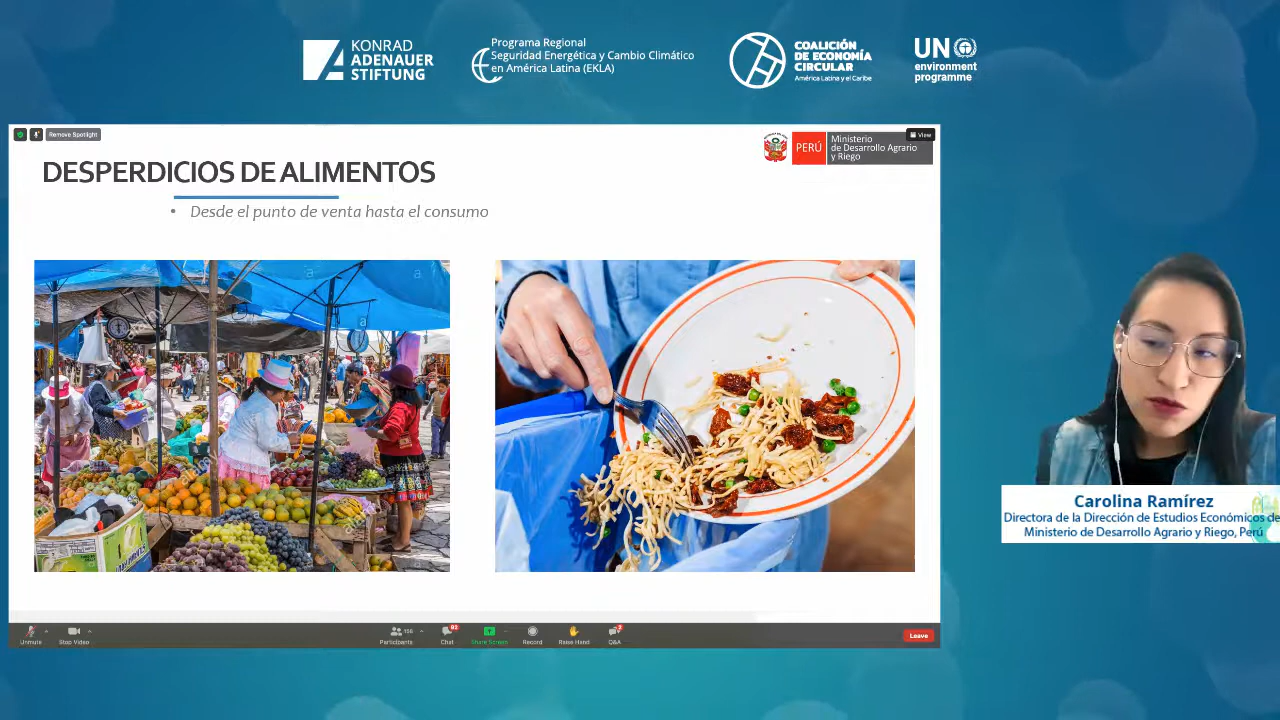 KONRAD
ADENAUER
STIFTUNG
Programa Regional
Seguridad Energética y Cambio Climático
en América Latina (EKLA)
COALICIÓN
DE ECONOMÍA
CIRCULAR
América Latina y el Caribe
UN
environment
programme
Remove Spotlight
View
PERÚ
Ministerio
de Desarrollo Agrario
y Riego
DESPERDICIOS DE ALIMENTOS
• Desde el punto de venta hasta el consumo
Carolina Ramírez
Directora de la Dirección de Estudios Económicos de
Ministerio de Desarrollo Agrario y Riego, Perú
Unmute
Stop Video
Participants
156
Chat
93
Share Screen
Record
Raise Hand
Q&A
2
Leave